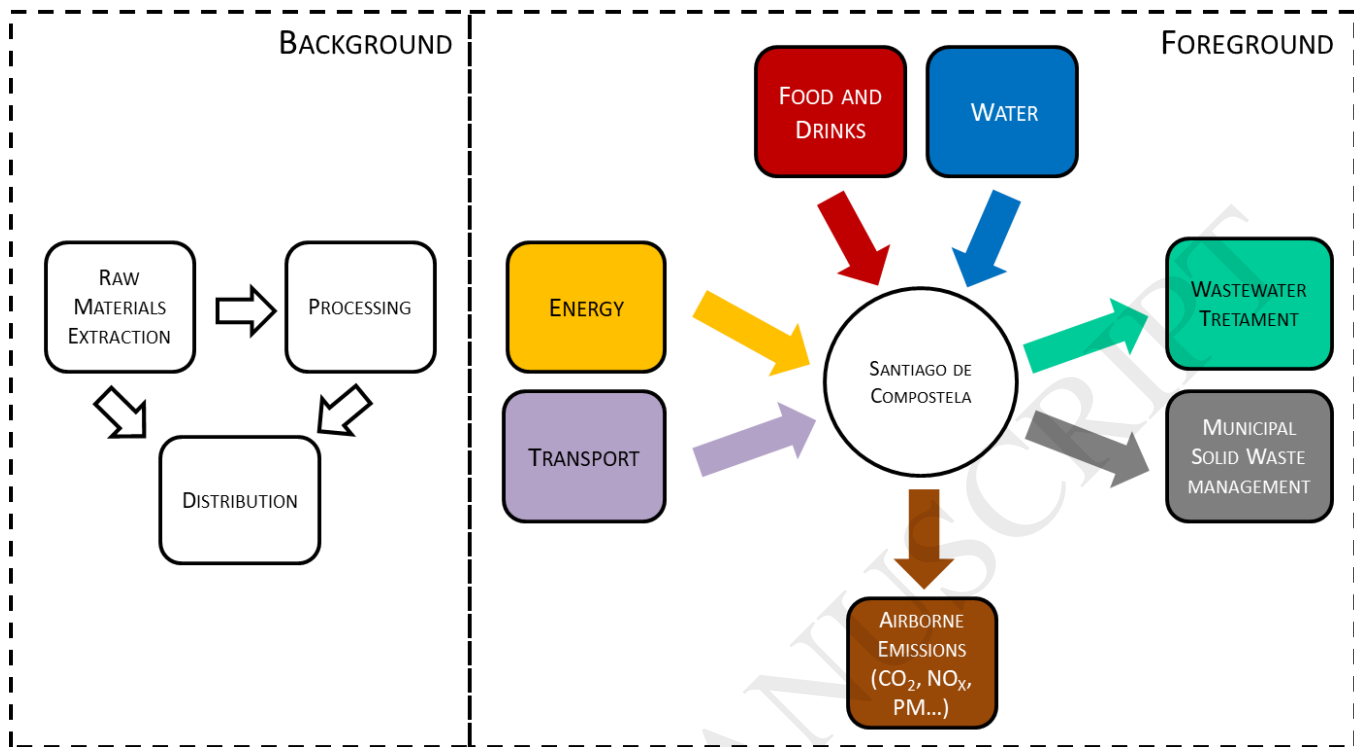 BACKGROUND
FOREGROUND
FOOD AND
DRINKS
WATER
RAW
MATERIALS
EXTRACTION
PROCESSING
DISTRIBUTION
ENERGY
TRANSPORT
SANTIAGO DE
COMPOSTELA
WASTEWATER
TRETAMENT
MUNICIPAL
SOLID WASTE
MANAGEMENT
AIRBORNE
EMISSIONS
(CO₂, NOₓ,
PM...)
ANUSCRIPT